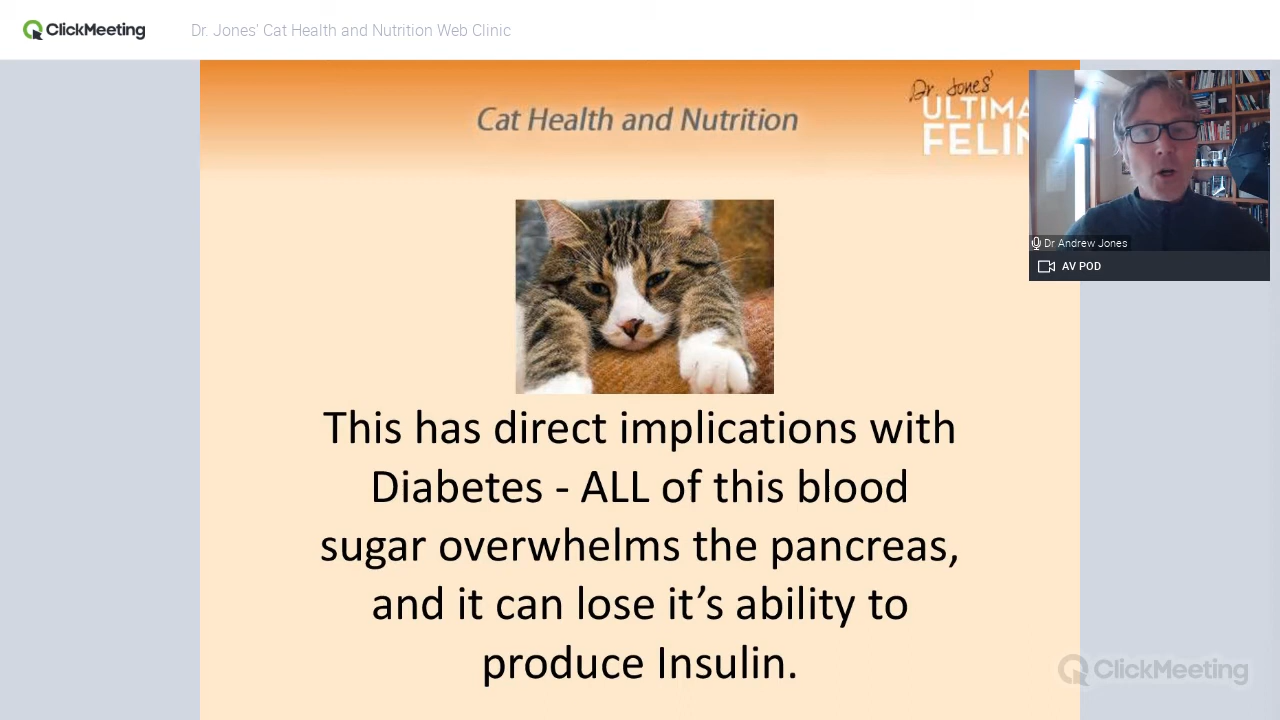 ClickMeeting
Dr. Jones' Cat Health and Nutrition Web Clinic
Dr. Jones'
Cat Health and Nutrition
Dr Andrew Jones
AV POD
This has direct implications with
Diabetes - ALL of this blood
sugar overwhelms the pancreas,
and it can lose it’s ability to
produce Insulin.
ClickMeeting